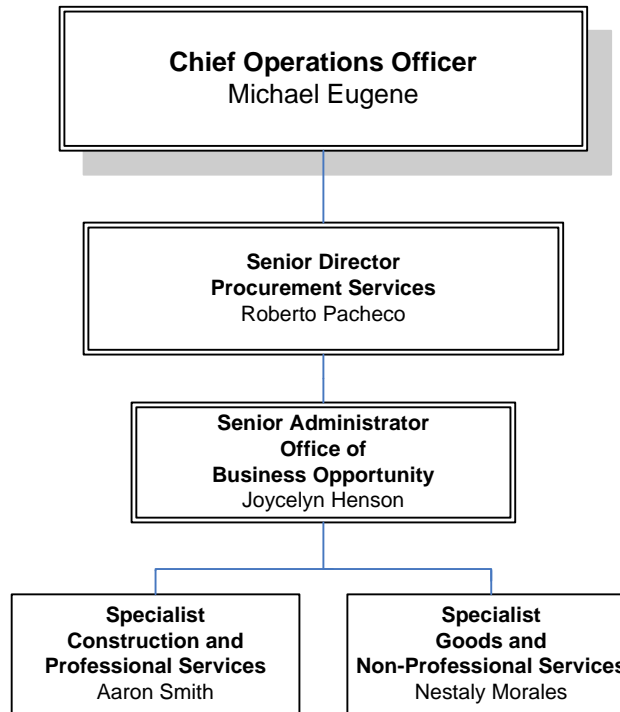 Chief Operations Officer
Michael Eugene
Senior Director
Procurement Services
Roberto Pacheco
Senior Administrator
Office of
Business Opportunity
Joycelyn Henson
Specialist
Construction and
Professional Services
Aaron Smith
Specialist
Goods and
Non-Professional Services
Nestaly Morales